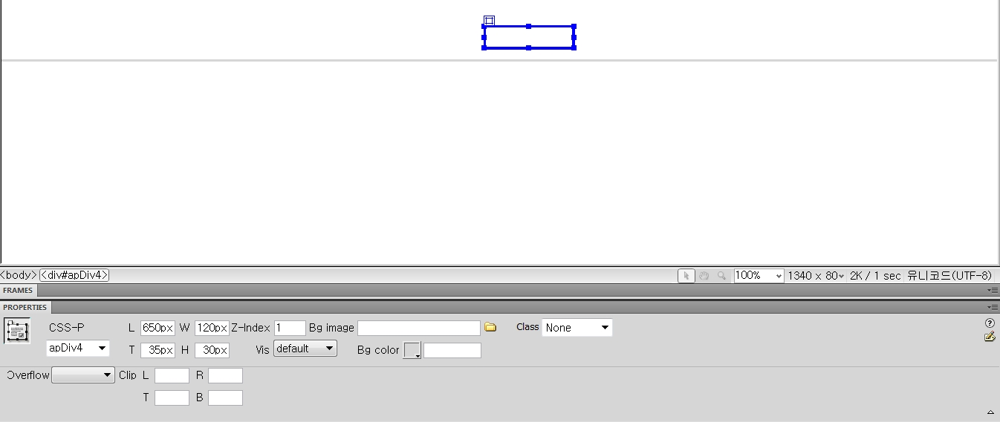 <body> <div#apDiv4> 100% 1340 x 80 2K / 1 sec 유니코드(UTF-8)
FRAMES
PROPERTIES
CSS-P L 650px W 120px Z-Index 1 Bg image Class None
apDiv4 T 35px H 30px Vis default Bg color
Overflow Clip L R
T B